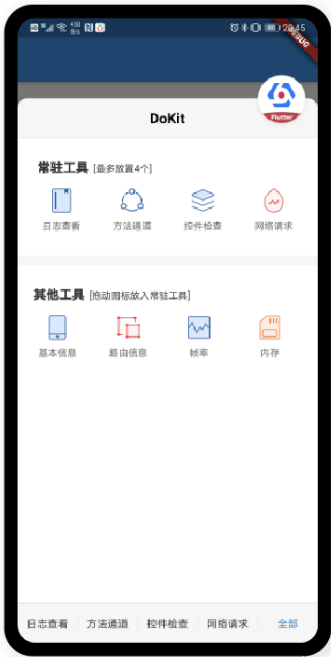 20:45
DEBUG
Flutter
DoKit
常驻工具 [最多放置4个]
日志查看 方法通道 控件检查 网络请求
其他工具 [拖动图标放入常驻工具]
基本信息 路由信息 帧率 内存
日志查看 方法通道 控件检查 网络请求 全部